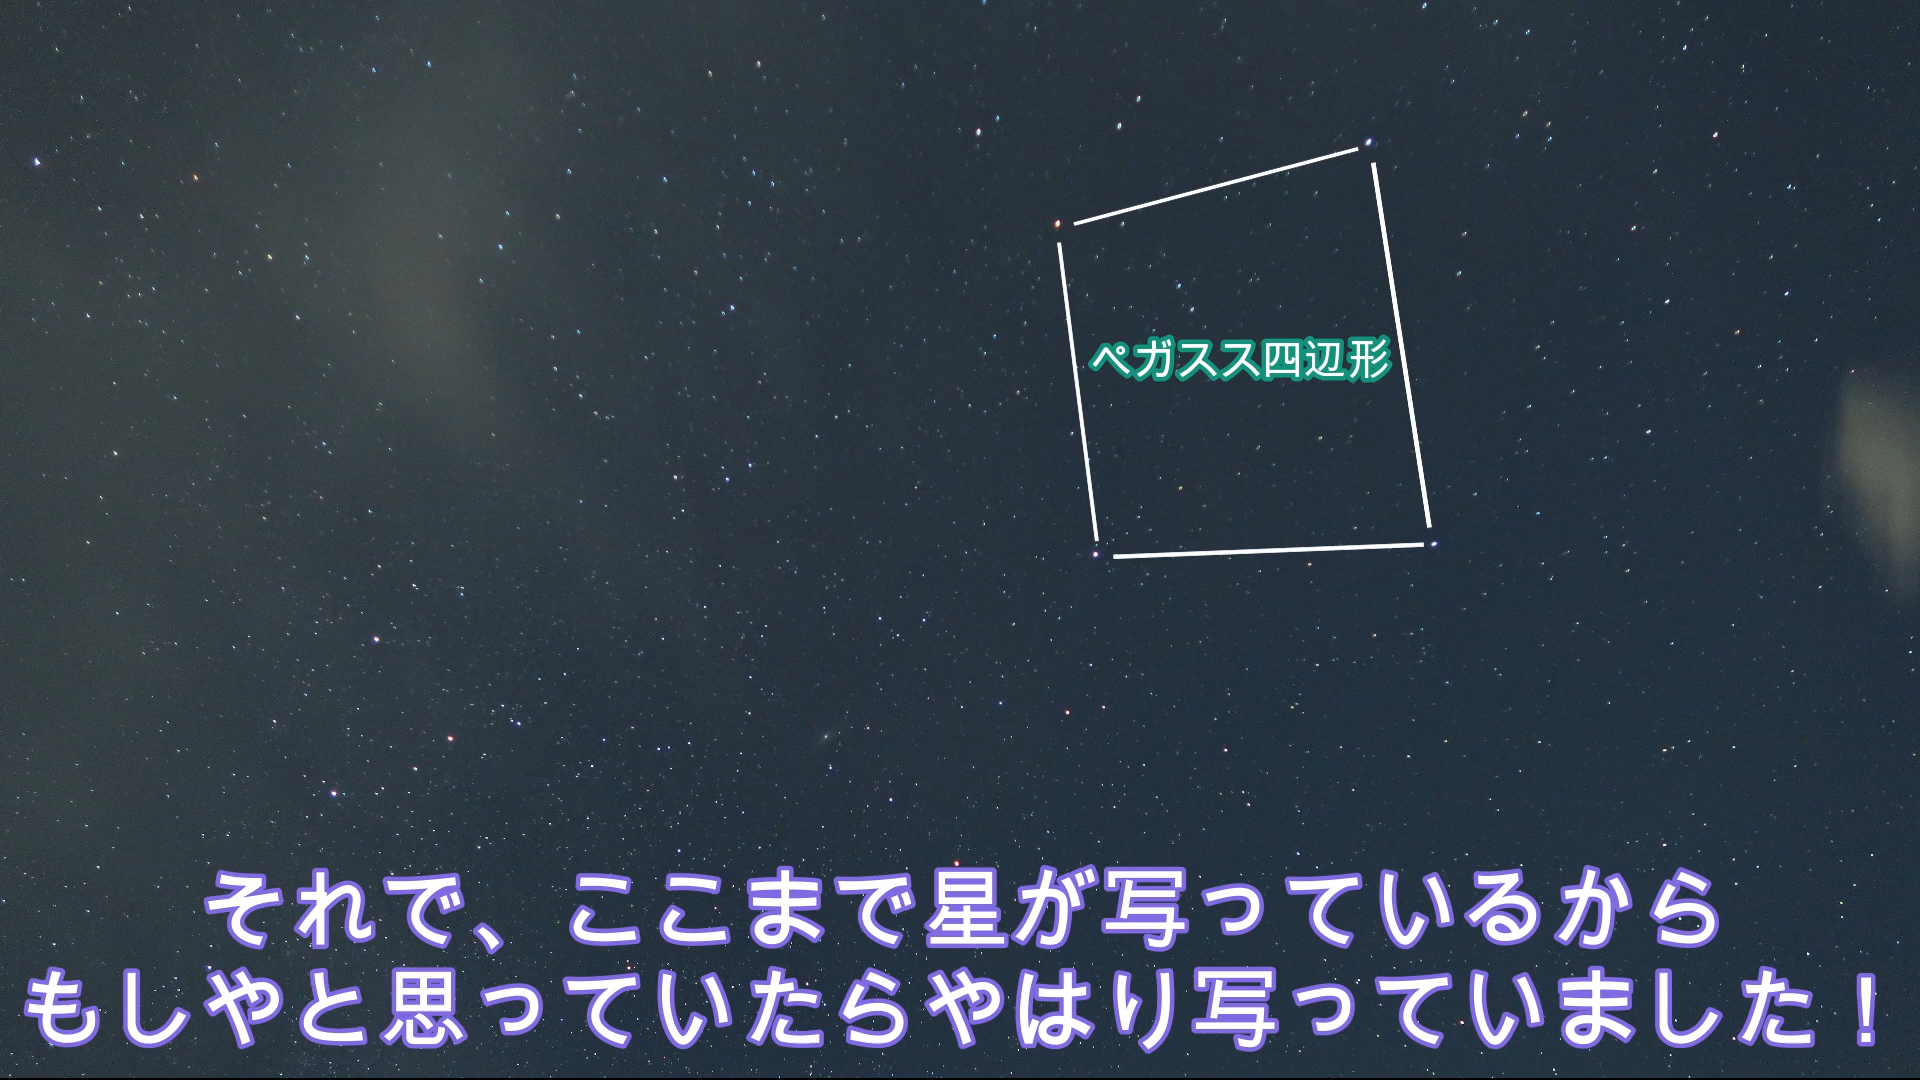 ペガスス四辺形
それで、ここまで星が写っているから
もしやと思っていたらやはり写っていました！